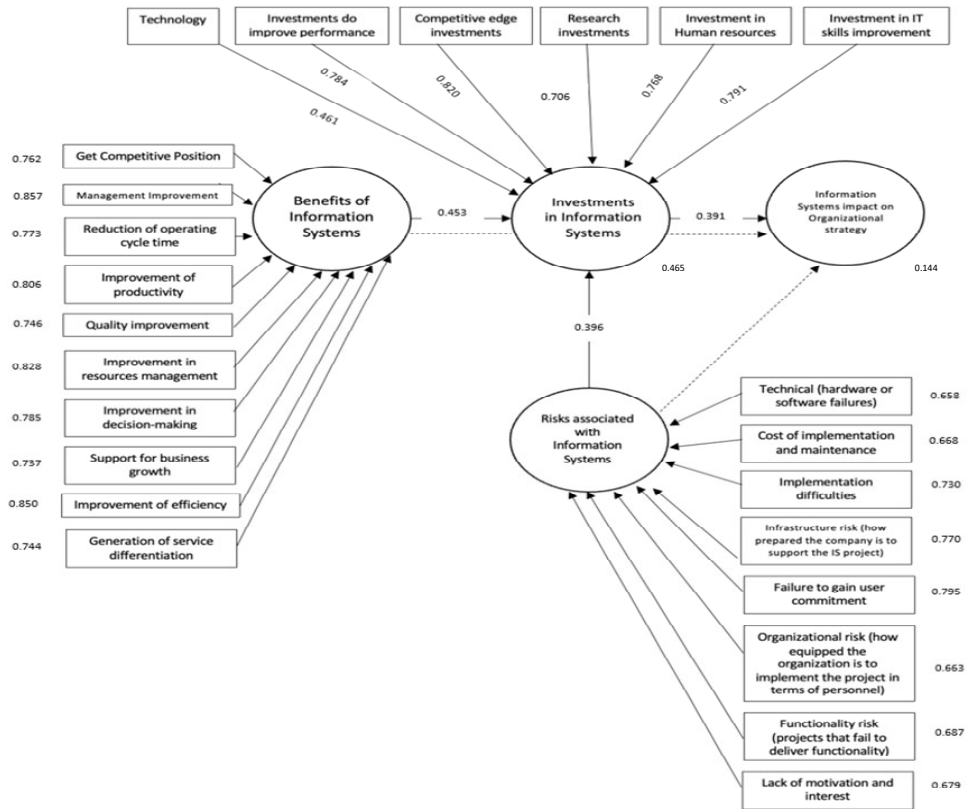 Technology
Investments do
improve performance
Competitive edge
investments
Research
investments
Investment in
Human resources
Investment in IT
skills improvement
0.784
0.820
0.706
0.768
0.791
0.461
0.762
Get Competitive Position
0.857
Management Improvement
0.773
Reduction of operating
cycle time
0.806
Improvement of
productivity
0.746
Quality improvement
0.828
Improvement in
resources management
0.785
Improvement in
decision-making
0.737
Support for business
growth
0.850
Improvement of efficiency
0.744
Generation of service
differentiation
Benefits of
Information
Systems
0.453
Investments
in Information
Systems
0.465
0.391
Information
Systems impact on
Organizational
strategy
0.144
0.396
Risks associated
with
Information
Systems
Technical (hardware or
software failures)
0.658
Cost of implementation
and maintenance
0.668
Implementation
difficulties
0.730
Infrastructure risk (how
prepared the company is to
support the IS project)
0.770
Failure to gain user
commitment
0.795
Organizational risk (how
equipped the
organization is to
implement the project in
terms of personnel)
0.663
Functionality risk
(projects that fail to
deliver functionality)
0.687
Lack of motivation and
interest
0.679